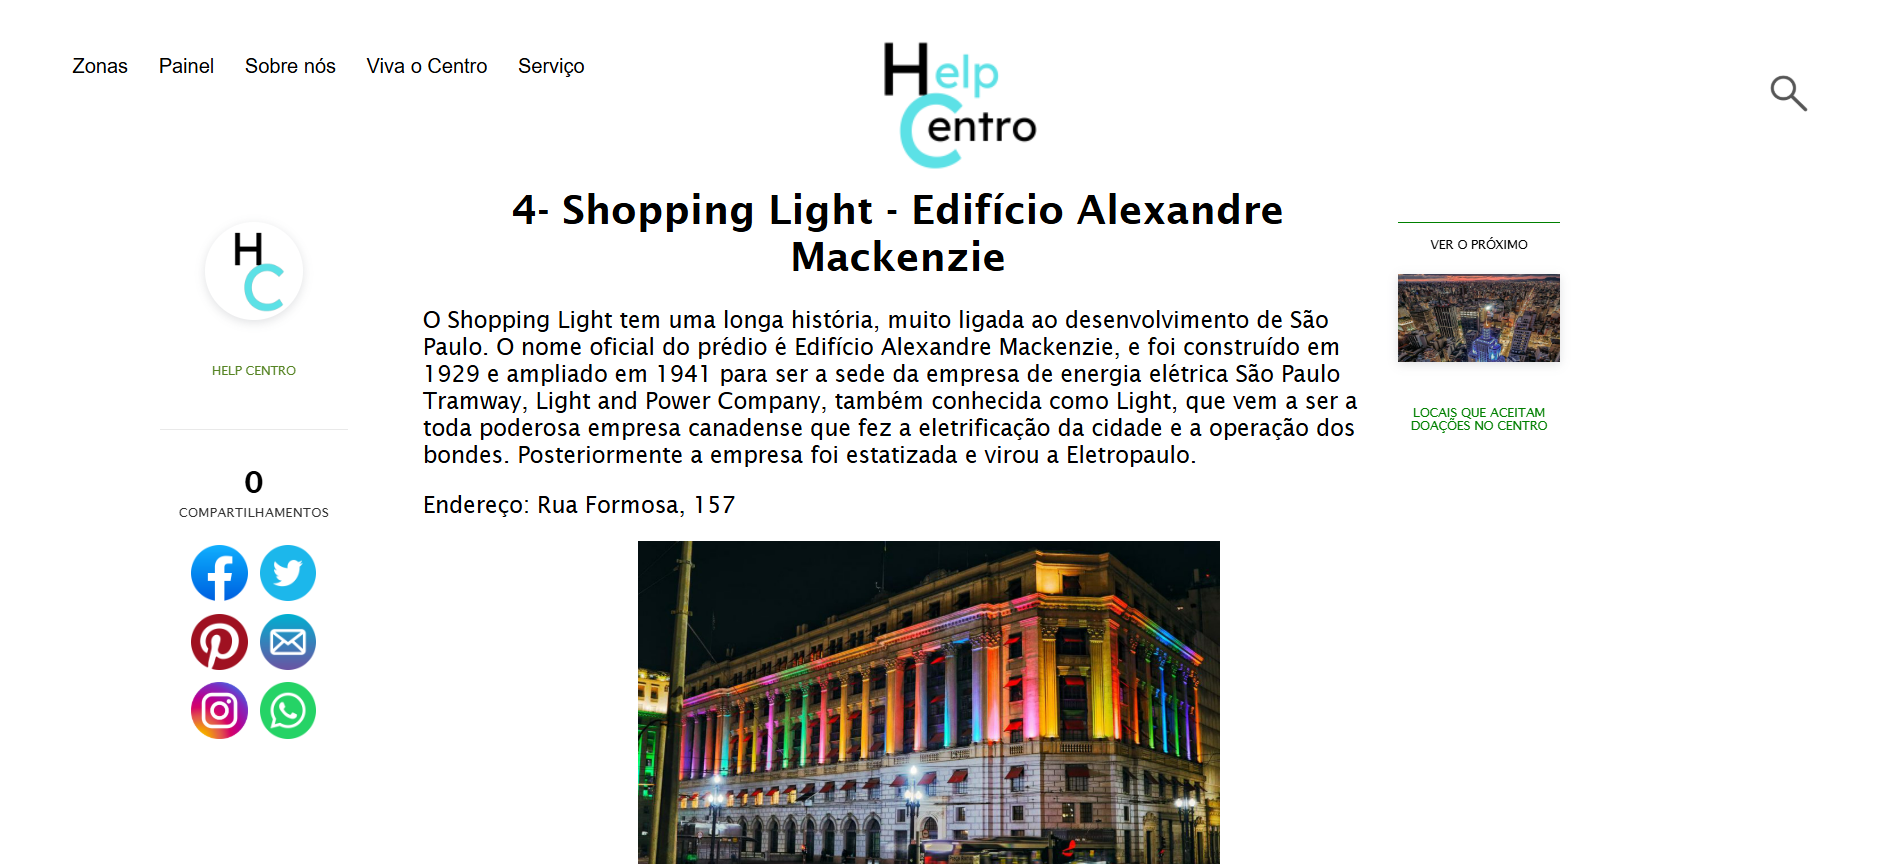 Zonas Painel Sobre nós Viva o Centro Serviço
Help
Centro
4- Shopping Light - Edifício Alexandre
Mackenzie
H
C
HELP CENTRO
0
COMPARTILHAMENTOS
O Shopping Light tem uma longa história, muito ligada ao desenvolvimento de São
Paulo. O nome oficial do prédio é Edifício Alexandre Mackenzie, e foi construído em
1929 e ampliado em 1941 para ser a sede da empresa de energia elétrica São Paulo
Tramway, Light and Power Company, também conhecida como Light, que vem a ser a
toda poderosa empresa canadense que fez a eletrificação da cidade e a operação dos
bondes. Posteriormente a empresa foi estatizada e virou a Eletropaulo.
Endereço: Rua Formosa, 157
VER O PRÓXIMO
LOCAIS QUE ACEITAM
DOAÇÕES NO CENTRO